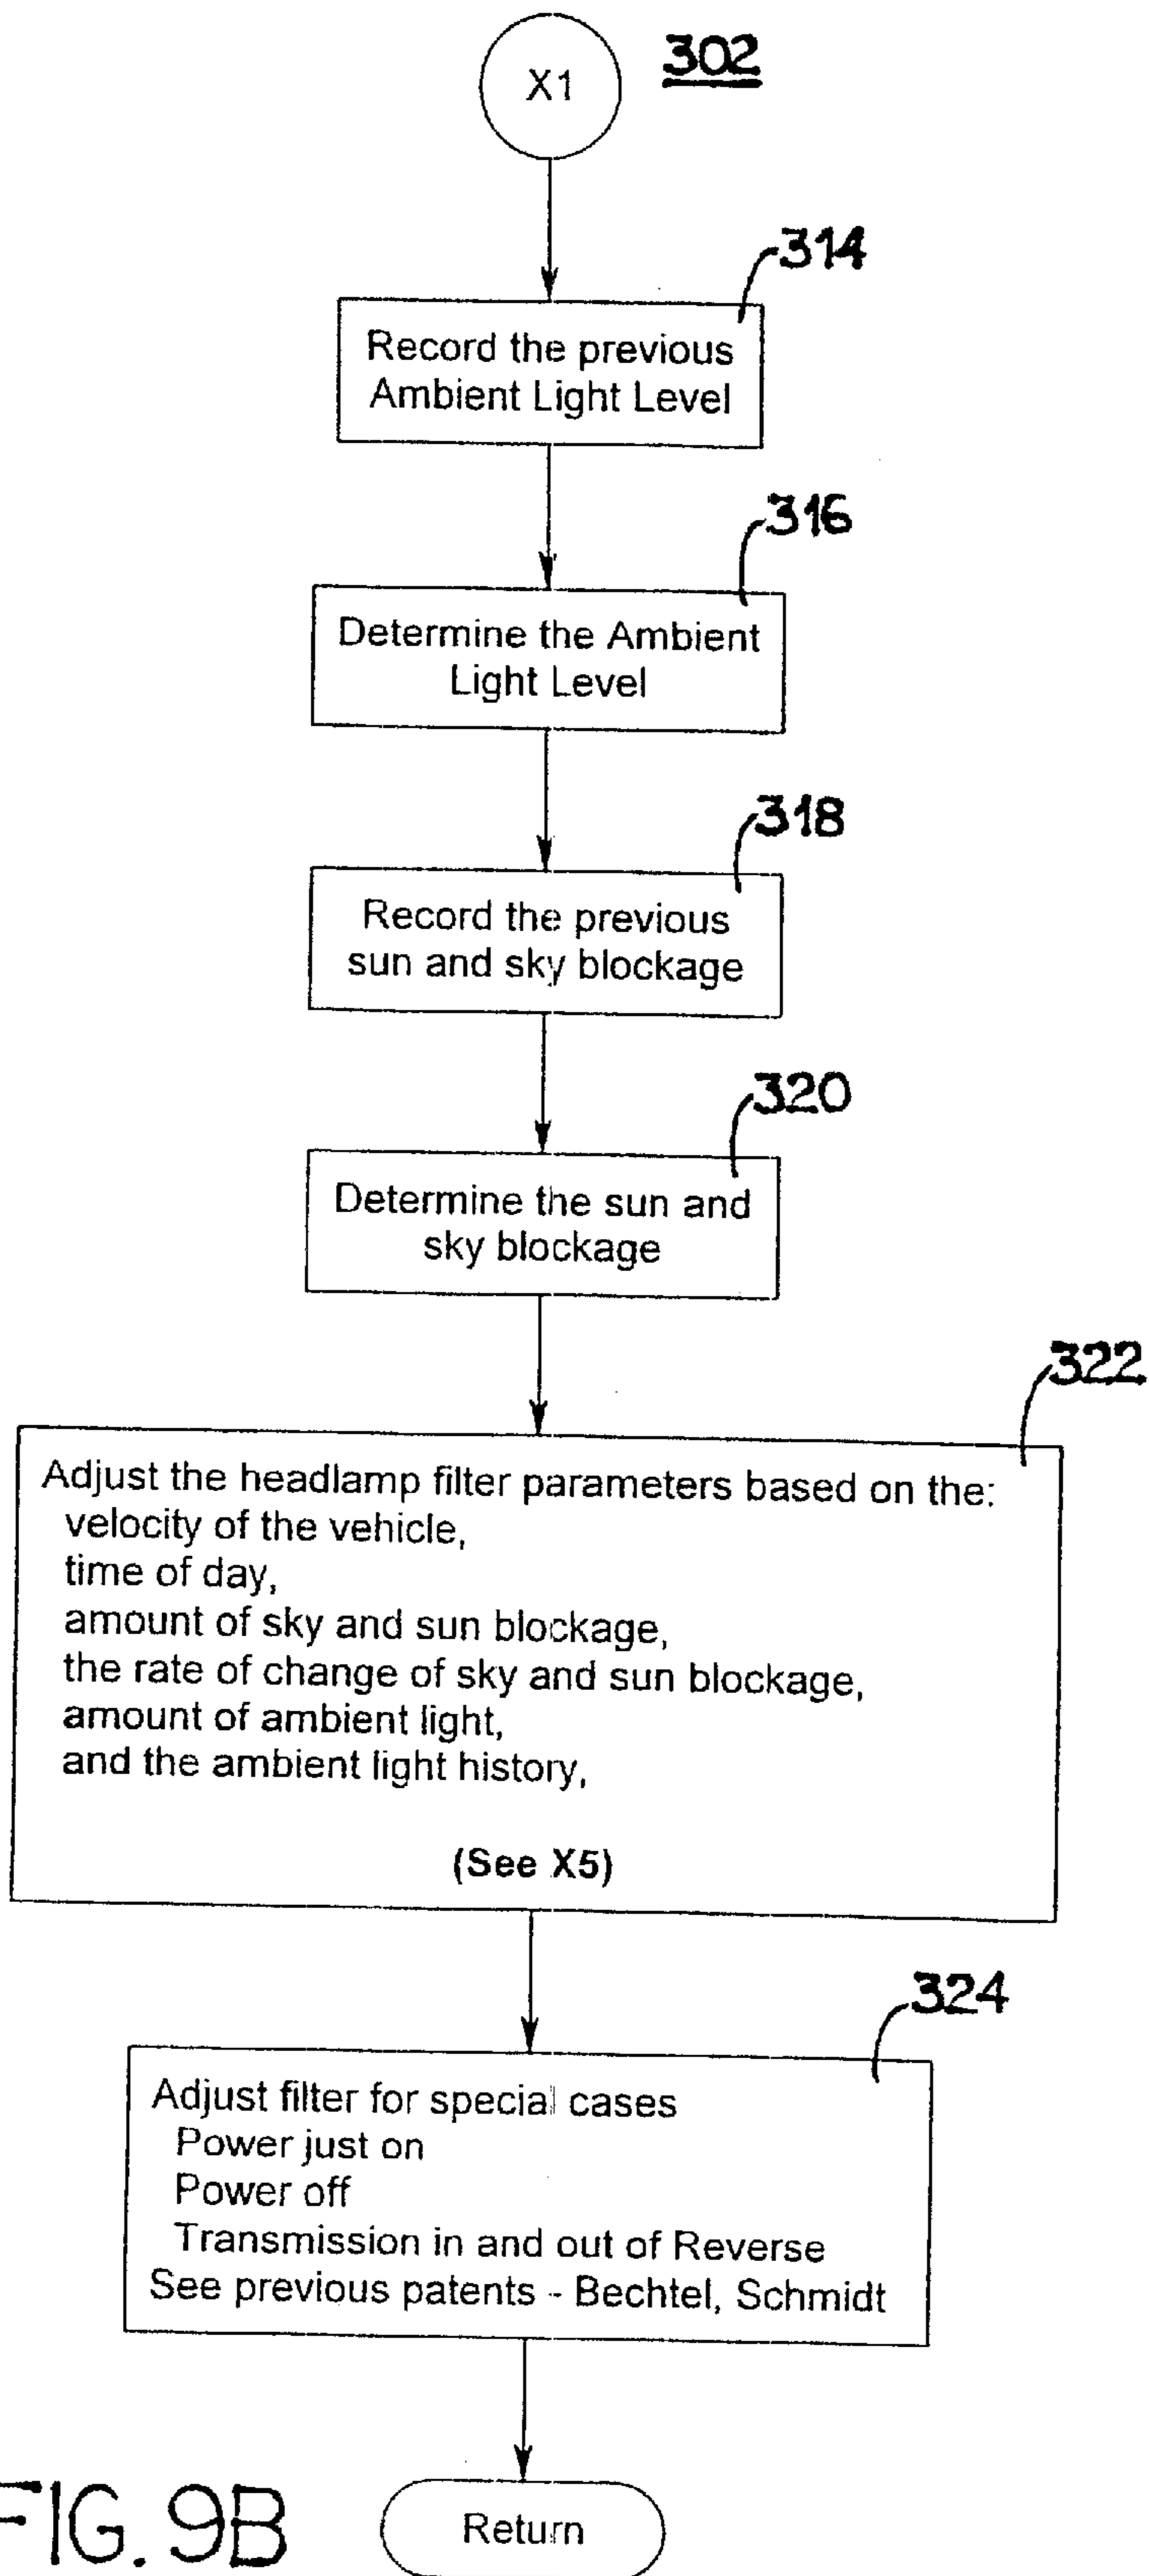 X1
302
314
Record the previous
Ambient Light Level
316
Determine the Ambient
Light Level
318
Record the previous
sun and sky blockage
320
Determine the sun and
sky blockage
322
Adjust the headlamp filter parameters based on the:
velocity of the vehicle,
time of day,
amount of sky and sun blockage,
the rate of change of sky and sun blockage,
amount of ambient light,
and the ambient light history,
(See X5)
324
Adjust filter for special cases
Power just on
Power off
Transmission in and out of Reverse
See previous patents - Bechtel, Schmidt
FIG. 9B
Return